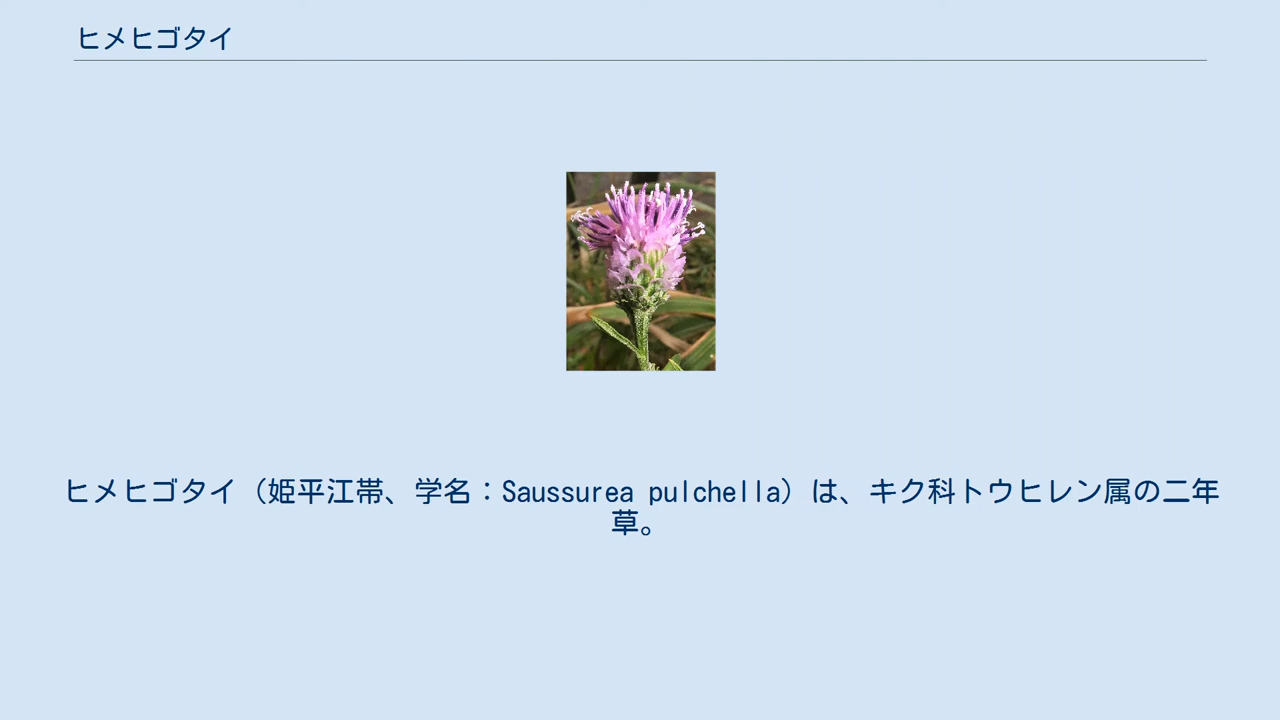 ヒメヒゴタイ
ヒメヒゴタイ（姫平江帯、学名：Saussurea pulchella）は、キク科トウヒレン属の二年
草。